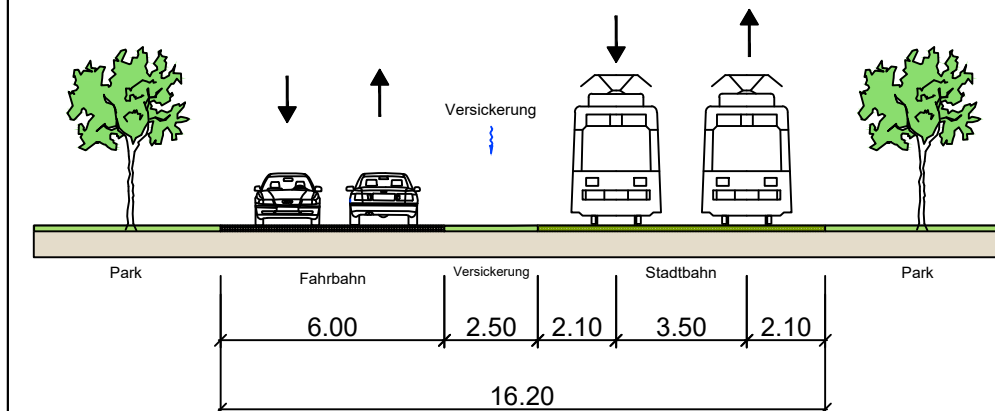 Versickerung
Park
Fahrbahn
Versickerung
Stadtbahn
Park
6.00
2.50
2.10
3.50
2.10
16.20